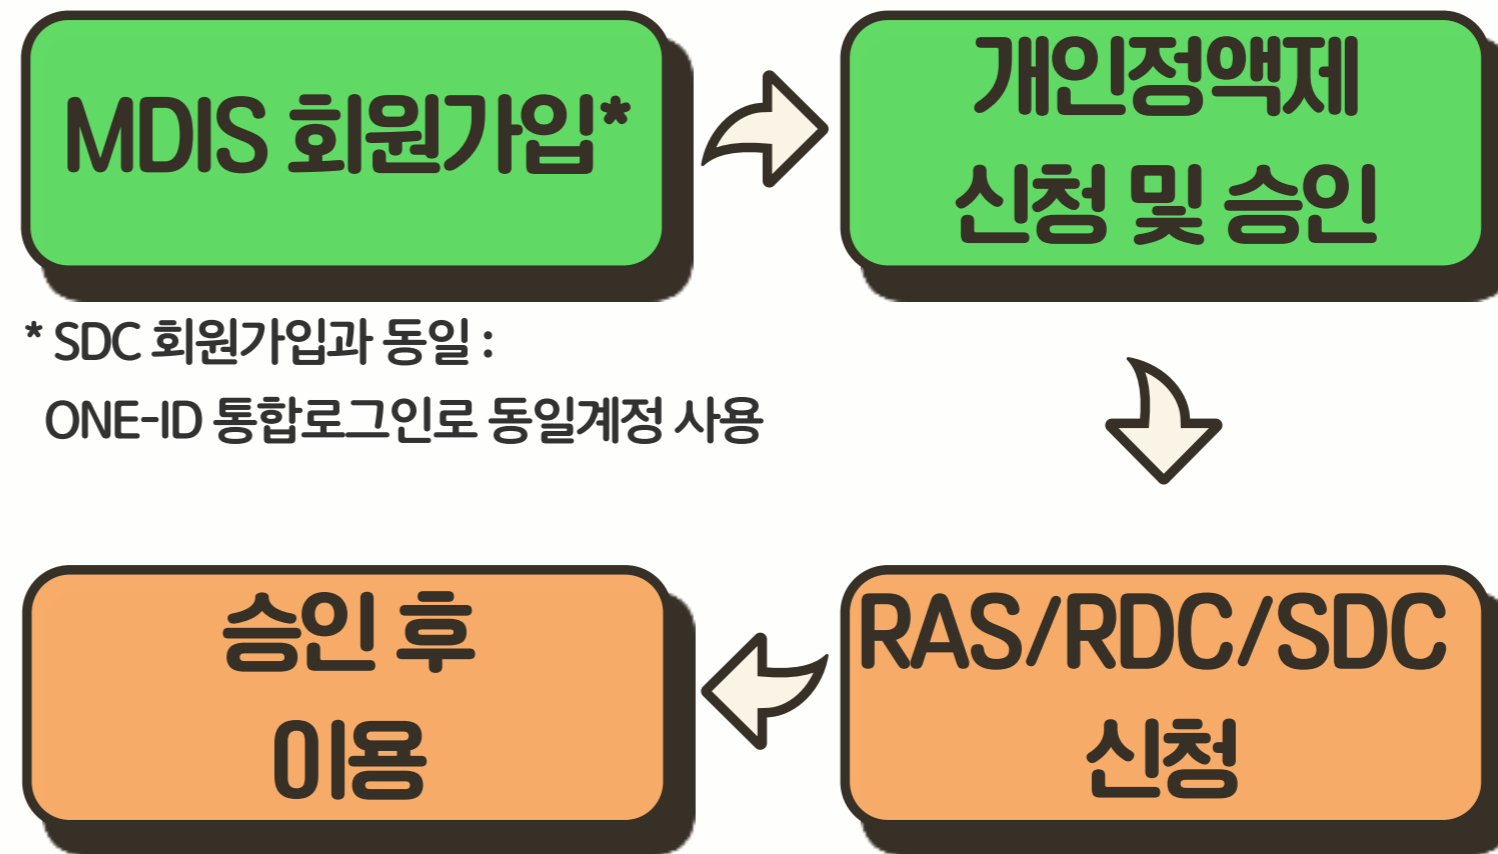 MDIS 회원가입*
개인정액제
신청 및 승인
* SDC 회원가입과 동일 :
ONE-ID 통합로그인로 동일계정 사용
RAS/RDC/SDC
신청
승인 후
이용